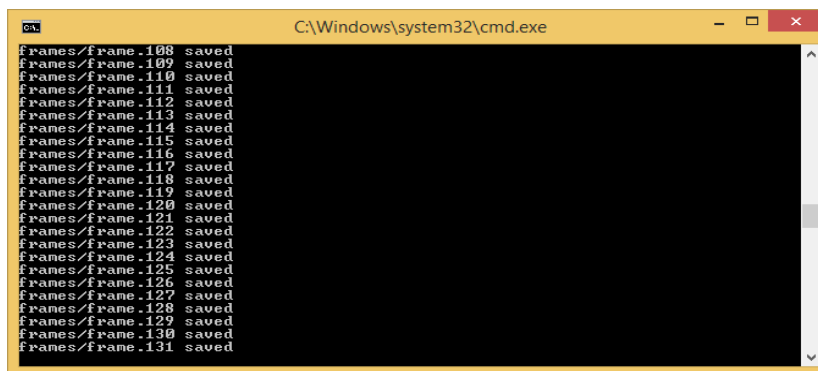 C:\Windows\system32\cmd.exe
frames/frame.108 saved
frames/frame.109 saved
frames/frame.110 saved
frames/frame.111 saved
frames/frame.112 saved
frames/frame.113 saved
frames/frame.114 saved
frames/frame.115 saved
frames/frame.116 saved
frames/frame.117 saved
frames/frame.118 saved
frames/frame.119 saved
frames/frame.120 saved
frames/frame.121 saved
frames/frame.122 saved
frames/frame.123 saved
frames/frame.124 saved
frames/frame.125 saved
frames/frame.126 saved
frames/frame.127 saved
frames/frame.128 saved
frames/frame.129 saved
frames/frame.130 saved
frames/frame.131 saved